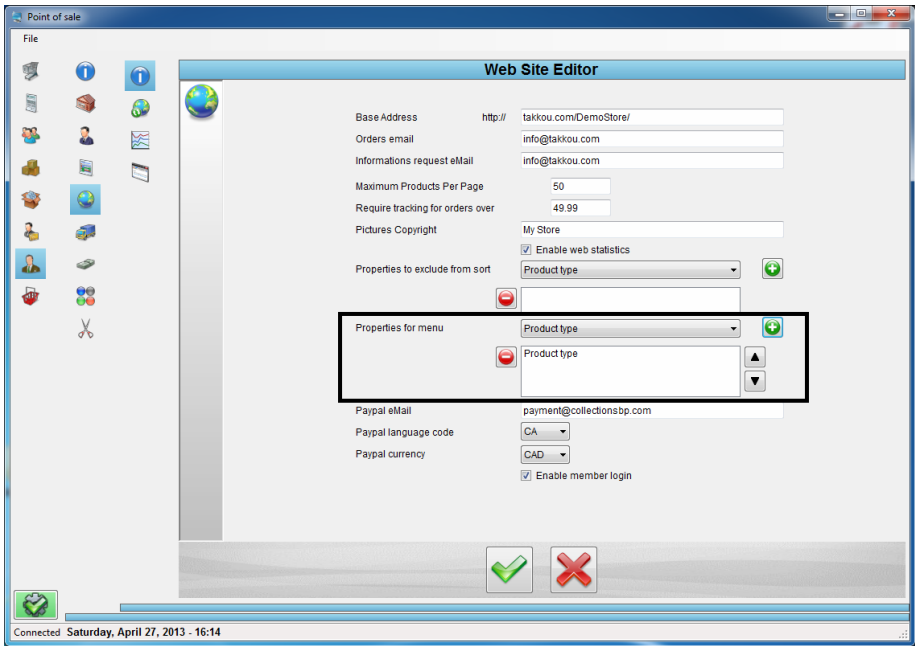 Point of sale
File
Web Site Editor
Base Address http:// takkou.com/DemoStore/
Orders email info@takkou.com
Informations request eMail info@takkou.com
Maximum Products Per Page 50
Require tracking for orders over 49.99
Pictures Copyright My Store
Enable web statistics
Properties to exclude from sort Product type
Properties for menu Product type
Product type
Paypal eMail payment@collectionsbp.com
Paypal language code CA
Paypal currency CAD
Enable member login
Connected Saturday, April 27, 2013 - 16:14